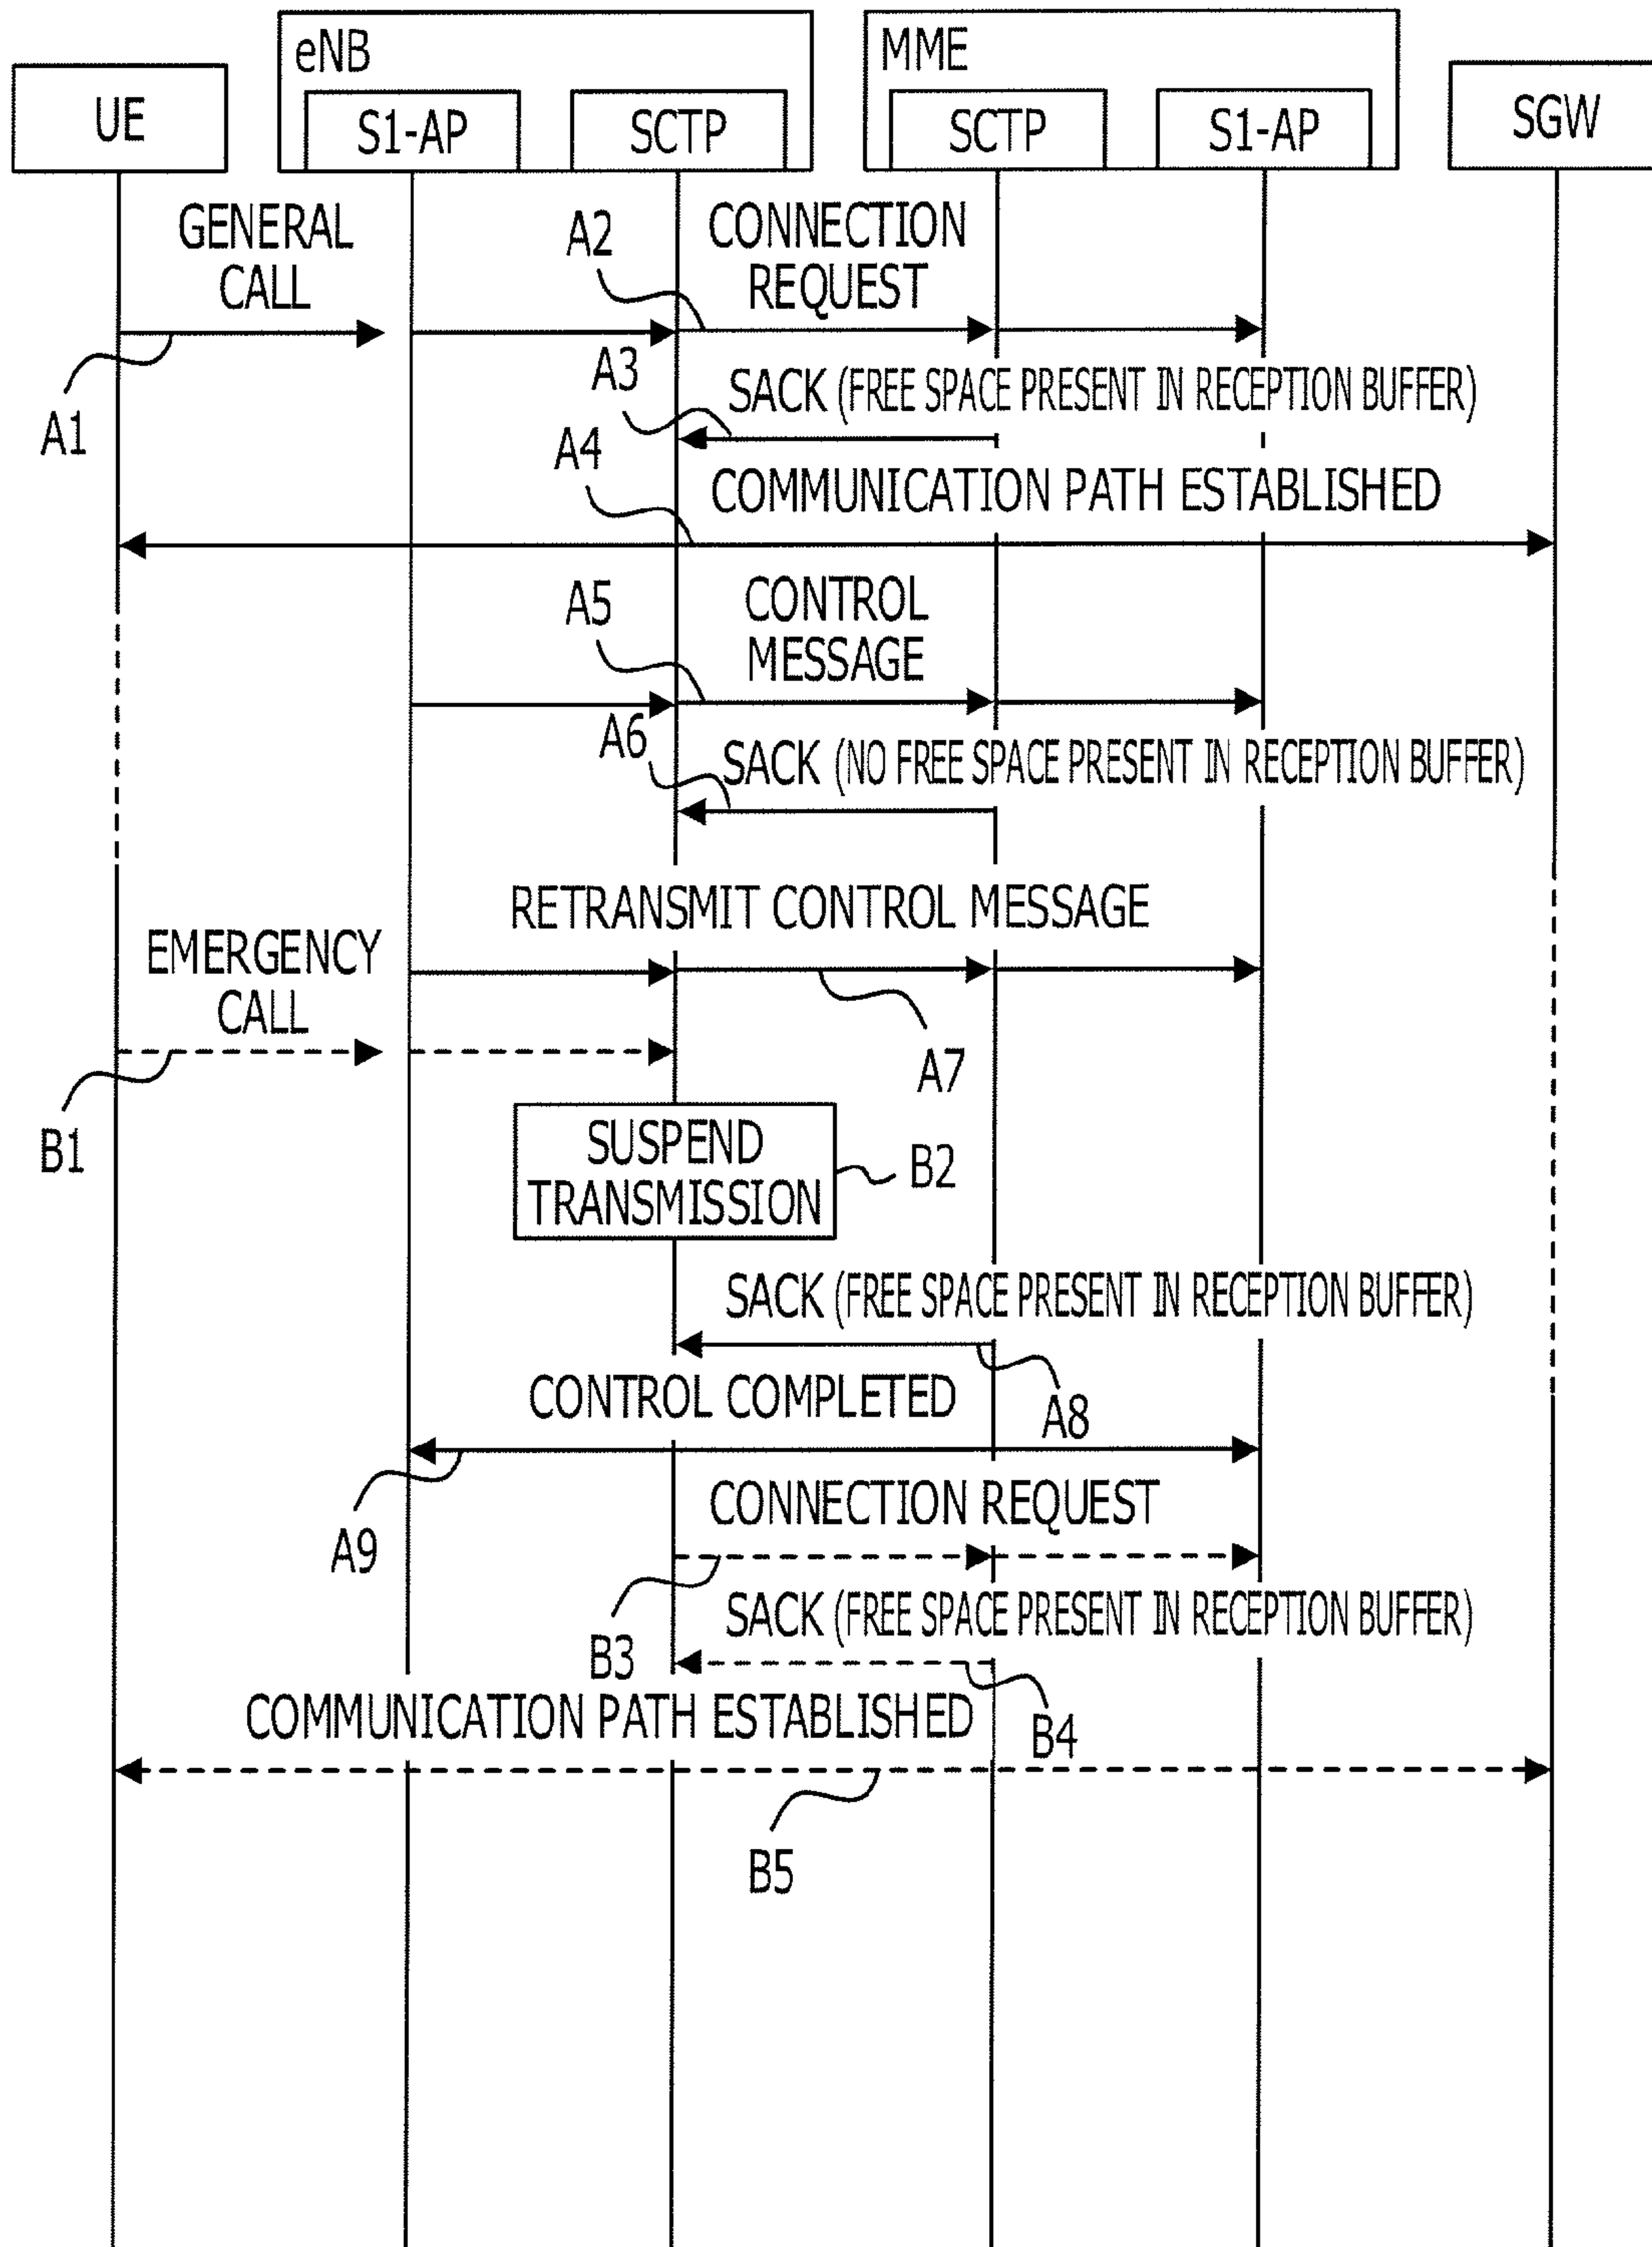 eNB
MME
UE
S1-AP
SCTP
SCTP
S1-AP
SGW
GENERAL
CALL
A1
A2
CONNECTION
REQUEST
A3
SACK (FREE SPACE PRESENT IN RECEPTION BUFFER)
A4
COMMUNICATION PATH ESTABLISHED
A5
CONTROL
MESSAGE
A6
SACK (NO FREE SPACE PRESENT IN RECEPTION BUFFER)
RETRANSMIT CONTROL MESSAGE
EMERGENCY
CALL
A7
B1
SUSPEND
TRANSMISSION
B2
SACK (FREE SPACE PRESENT IN RECEPTION BUFFER)
A8
CONTROL COMPLETED
A9
CONNECTION REQUEST
B3
SACK (FREE SPACE PRESENT IN RECEPTION BUFFER)
B4
COMMUNICATION PATH ESTABLISHED
B5